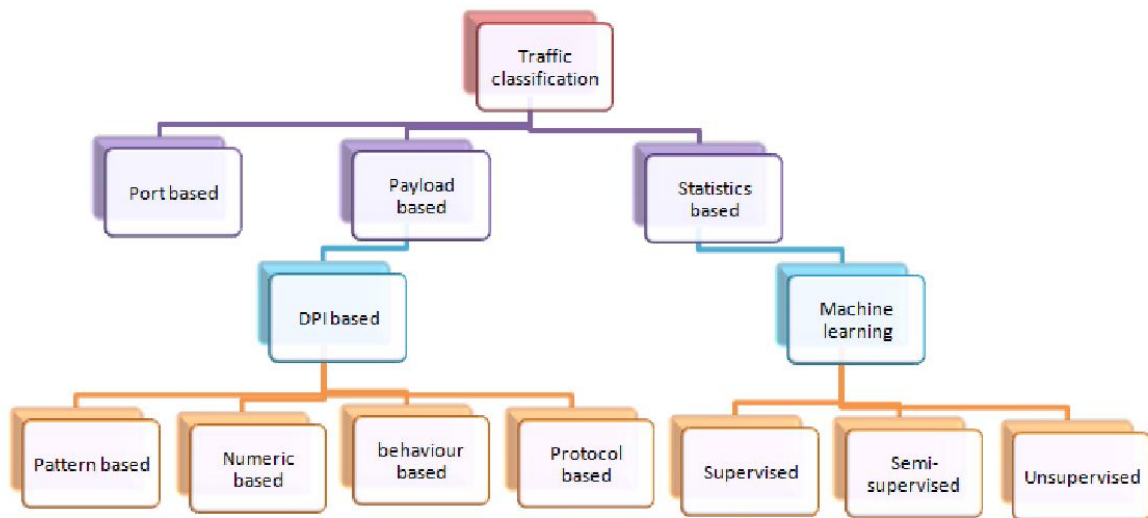 Traffic
classification
Port based
Payload
based
Statistics
based
DPI based
Machine
learning
Pattern based
Numeric
based
behaviour
based
Protocol
based
Supervised
Semi-
supervised
Unsupervised